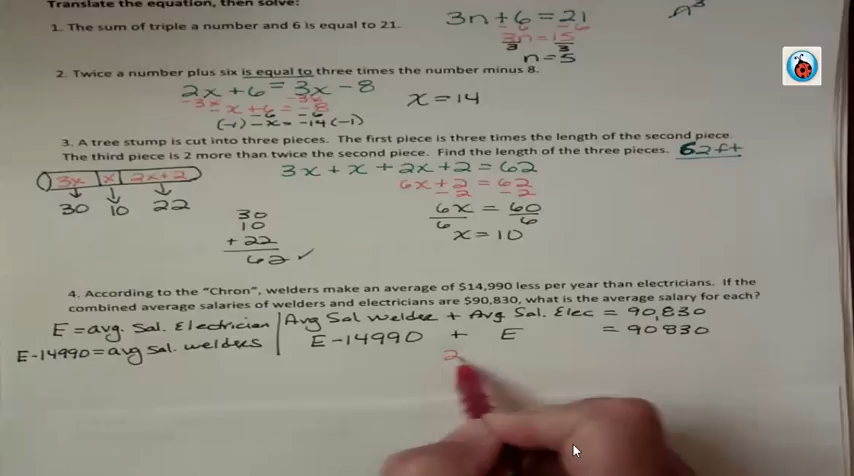 Translate the equation, then solve:
1. The sum of triple a number and 6 is equal to 21.
3n + 6 = 21
- 6 - 6
3n = 15
3 3
n = 5
n³
2. Twice a number plus six is equal to three times the number minus 8.
2x + 6 = 3x - 8
-3x -3x
-x + 6 = -8
-6 -6
(-1) -x = -14 (-1)
x = 14
3. A tree stump is cut into three pieces. The first piece is three times the length of the second piece.
The third piece is 2 more than twice the second piece. Find the length of the three pieces. 62ft
3x x 2x+2
30 10 22
3x + x + 2x + 2 = 62
6x + 2 = 62
- 2 - 2
6x = 60
6 6
x = 10
30
10
+ 22
62 ✓
4. According to the "Chron", welders make an average of $14,990 less per year than electricians. If the
combined average salaries of welders and electricians are $90,830, what is the average salary for each?
E = avg. Sal. Electrician
E-14990 = avg sal. welders
Avg Sal Welder + Avg Sal. Elec = 90,830
E - 14990 + E = 90830
2